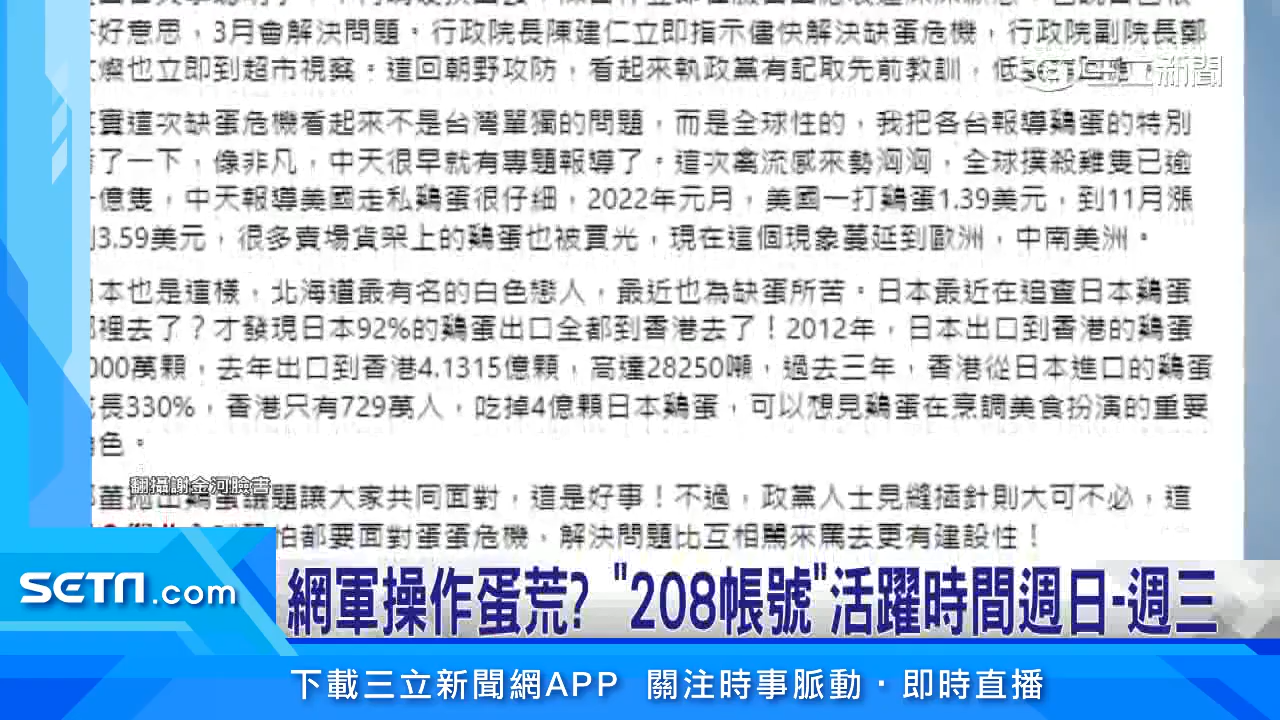 好意思，3月會解決問題。行政院長陳建仁立即指示儘快解決缺蛋危機，行政院副院長鄭
燦也立即到超市視察。這回朝野攻防，看起來執政黨有記取先前教訓，低
三立新聞
其實這次缺蛋危機看起來不是台灣單獨的問題，而是全球性的，我把各台報導雞蛋的特別
了一下，像非凡，中天很早就有專題報導了。這次禽流感來勢洶洶，全球撲殺雞隻已逾
億隻，中天報導美國走私雞蛋很仔細，2022年元月，美國一打雞蛋1.39美元，到11月漲
到3.59美元，很多賣場貨架上的雞蛋也被買光，現在這個現象蔓延到歐洲，中南美洲。
日本也是這樣，北海道最有名的白色戀人，最近也為缺蛋所苦。日本最近在追查日本雞蛋
裡去了？才發現日本92%的雞蛋出口全都到香港去了！2012年，日本出口到香港的雞蛋
000萬顆，去年出口到香港4.1315億顆，高達28250噸，過去三年，香港從日本進口的雞蛋
成長330%，香港只有729萬人，吃掉4億顆日本雞蛋，可以想見雞蛋在烹調美食扮演的重要
色。
翻攝謝金河臉書
董拋出雞蛋議題讓大家共同面對，這是好事！不過，政黨人士見縫插針則大可不必，這
怕都要面對蛋蛋危機，解決問題比互相罵來罵去更有建設性！
SETN.com
網軍操作蛋荒? "208帳號"活躍時間週日-週三
下載三立新聞網APP 關注時事脈動・即時直播